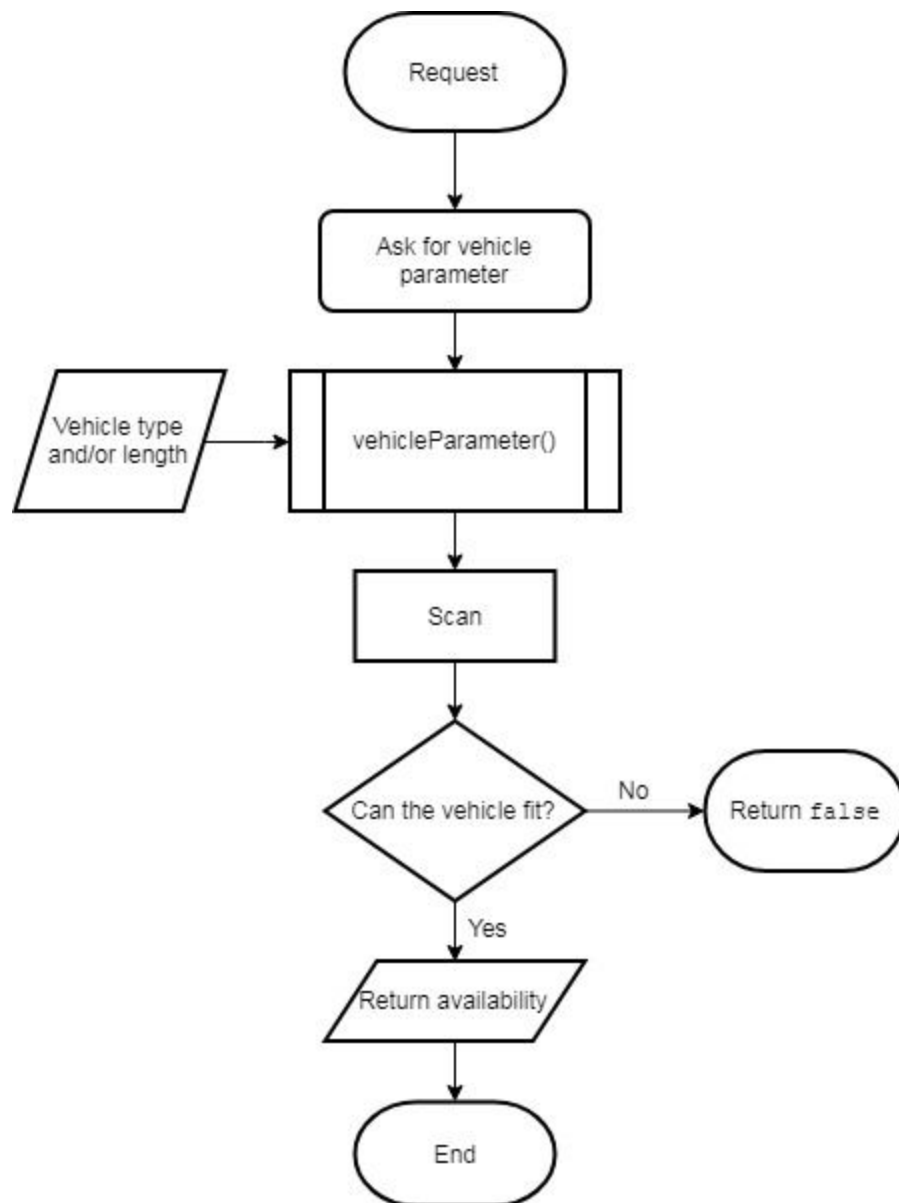 Request
Ask for vehicle
parameter
Vehicle type
and/or length
vehicleParameter()
Scan
Can the vehicle fit?
No
Return false
Yes
Return availability
End